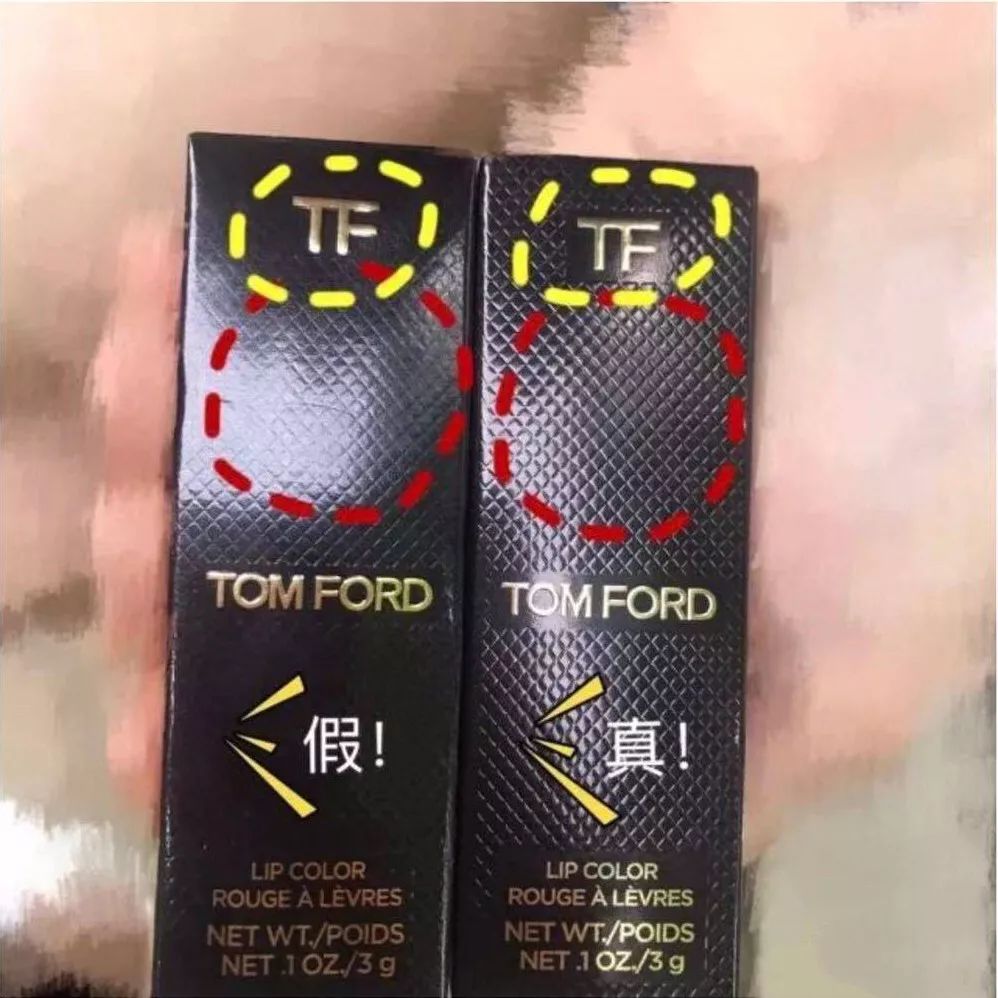 TF
TOM FORD
假!
LIP COLOR
ROUGE À LÈVRES
NET WT./POIDS
NET .1 OZ./3 g
TF
TOM FORD
真!
LIP COLOR
ROUGE À LÈVRES
NET WT./POIDS
NET .1 OZ./3 g